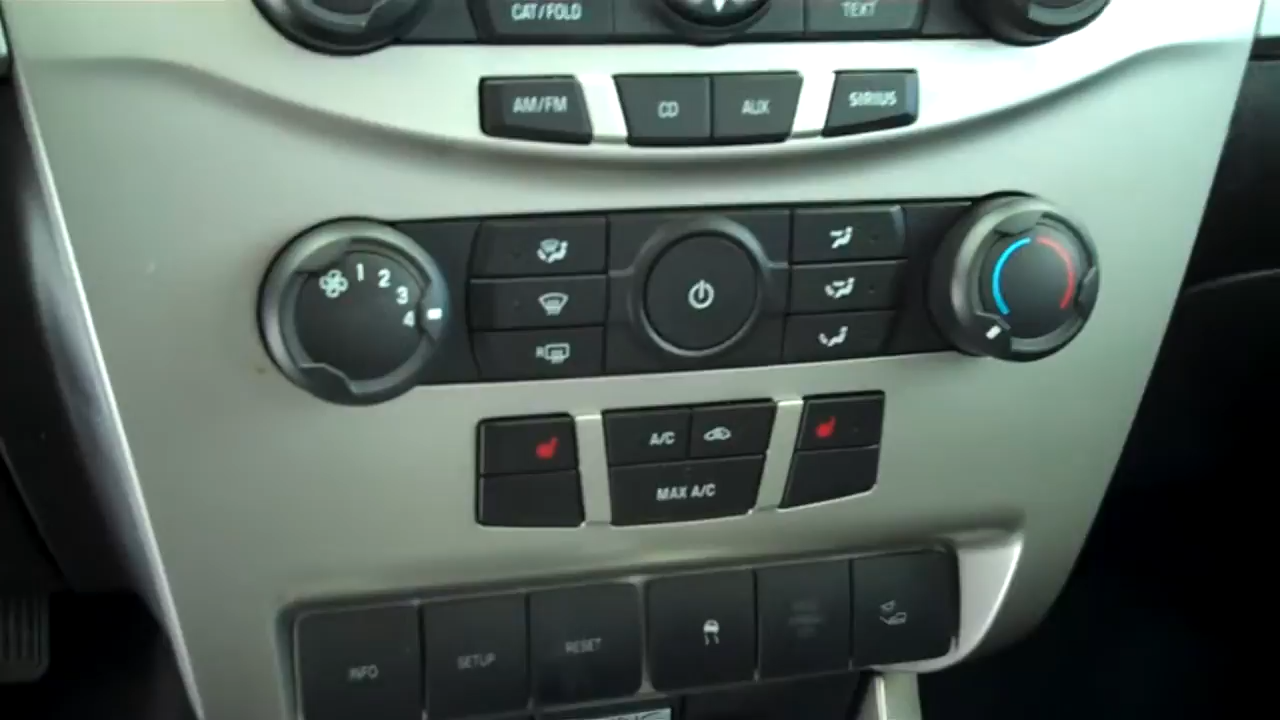 CAT/FOLD
TEXT
AM/FM
CD
AUX
SIRIUS
1
2
3
4
R
A/C
MAX A/C
INFO
SETUP
RESET